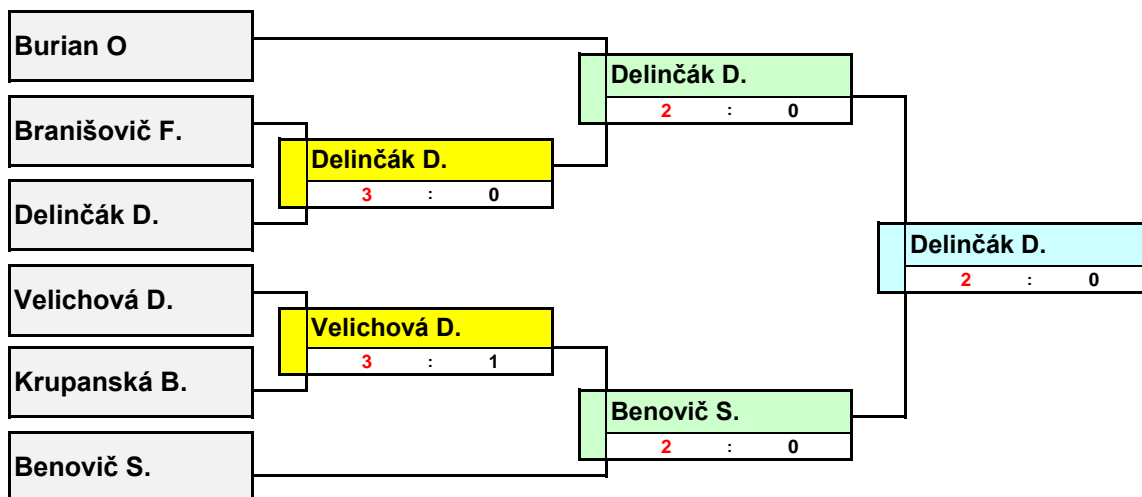 Burian O
Branišovič F.
Delinčák D.
Velichová D.
Krupanská B.
Benovič S.
Delinčák D.
3 : 0
Velichová D.
3 : 1
Delinčák D.
2 : 0
Benovič S.
2 : 0
Delinčák D.
2 : 0